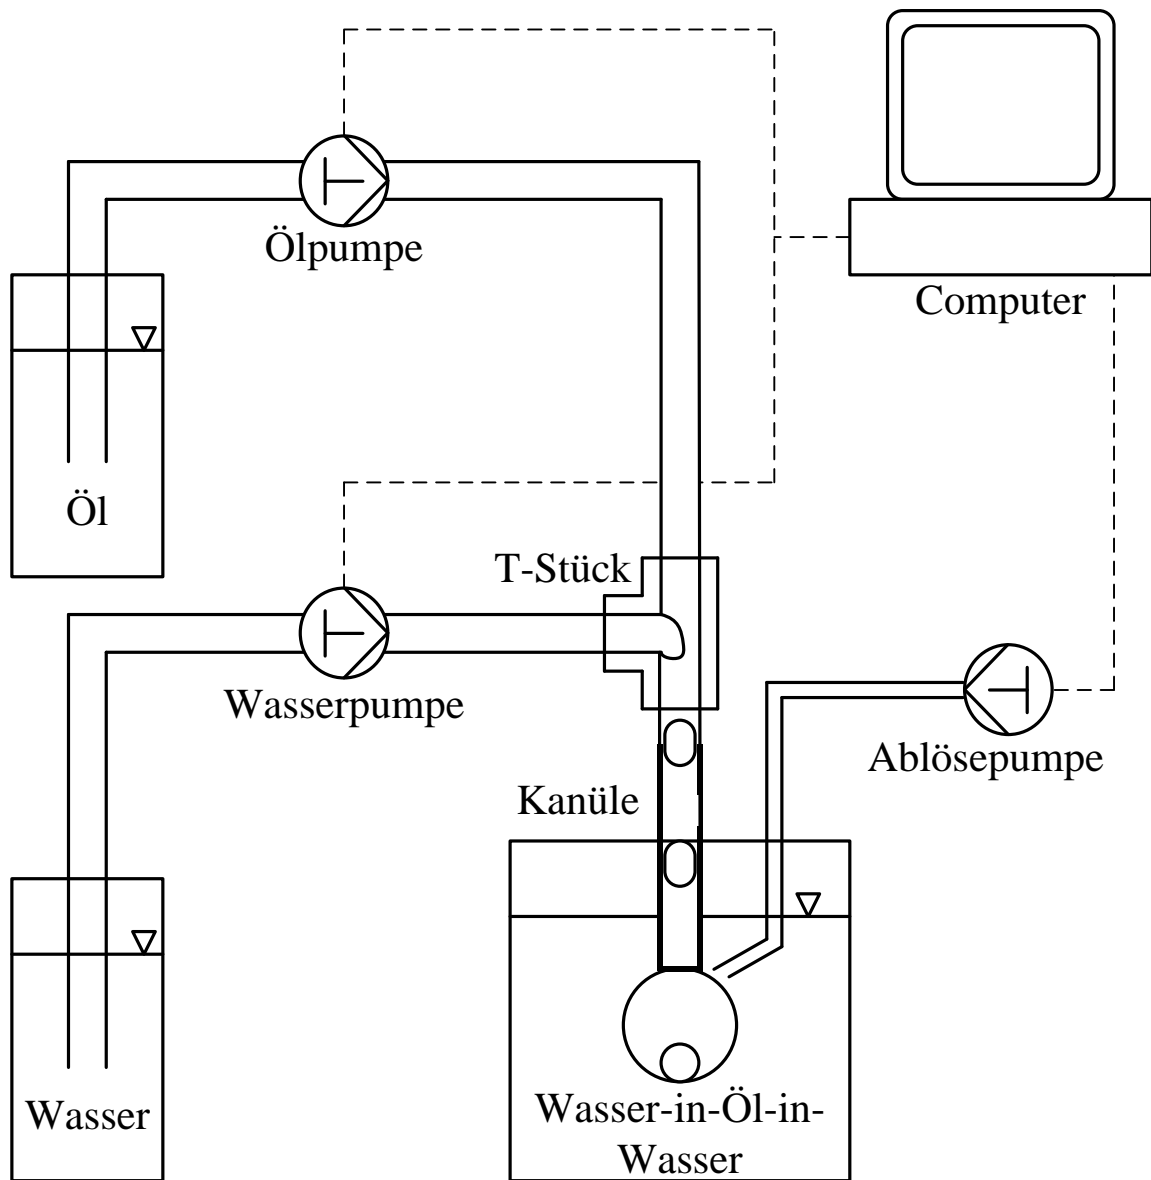 Ölpumpe
Computer
Öl
T-Stück
Wasserpumpe
Ablösepumpe
Kanüle
Wasser
Wasser-in-Öl-in-
Wasser